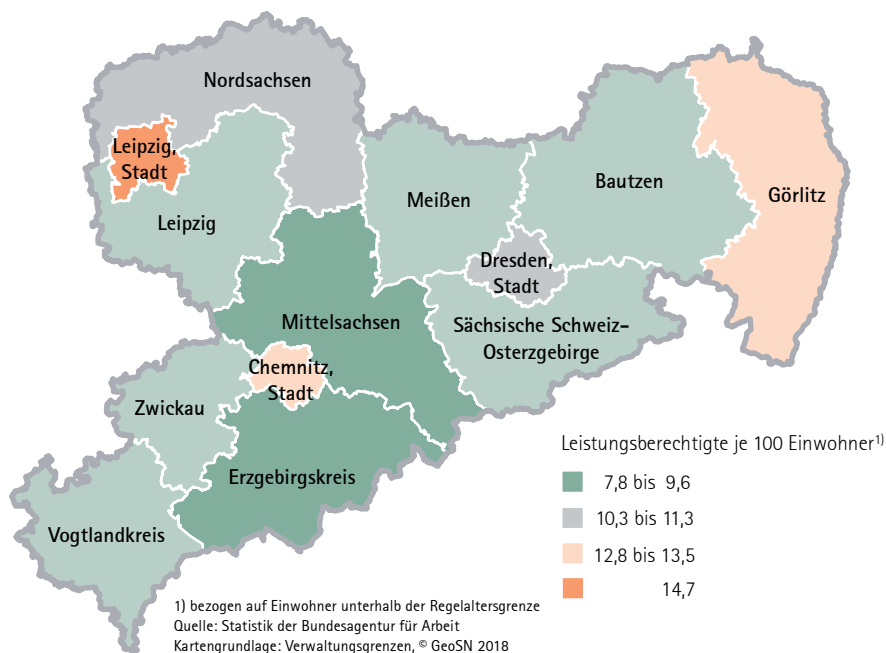 Nordsachsen
Leipzig,
Stadt
Leipzig
Meißen
Bautzen
Görlitz
Dresden,
Stadt
Mittelsachsen
Sächsische Schweiz-
Osterzgebirge
Chemnitz,
Stadt
Zwickau
Erzgebirgskreis
Vogtlandkreis
Leistungsberechtigte je 100 Einwohner1)
7,8 bis 9,6
10,3 bis 11,3
12,8 bis 13,5
14,7
1) bezogen auf Einwohner unterhalb der Regelaltersgrenze
Quelle: Statistik der Bundesagentur für Arbeit
Kartengrundlage: Verwaltungsgrenzen, © GeoSN 2018